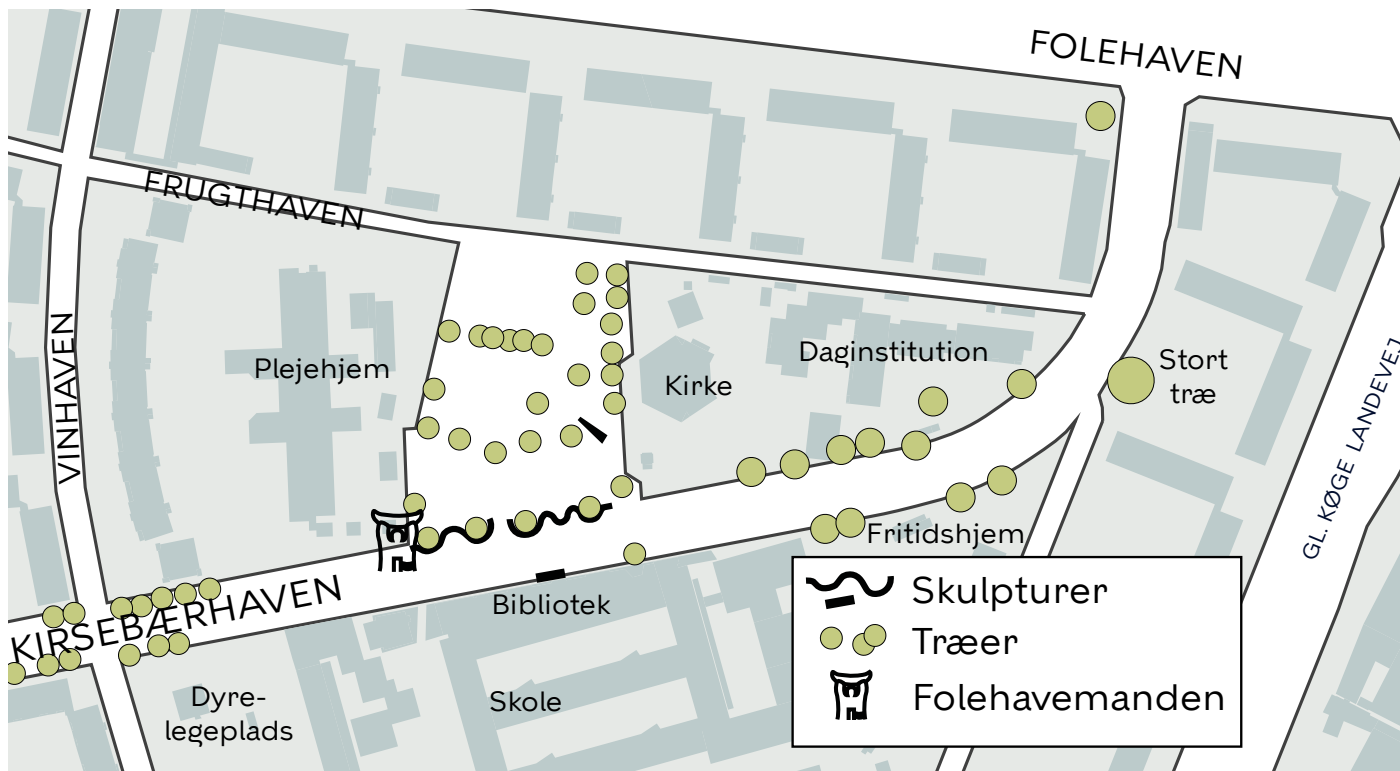 FOLEHAVEN
FRUGTHAVEN
VINHAVEN
Plejehjem
Kirke
Daginstitution
Stort
træ
GL. KØGE LANDEVEJ
Fritidshjem
KIRSEBÆRHAVEN
Bibliotek
Dyre-
legeplads
Skole
Skulpturer
Træer
Folehavemanden